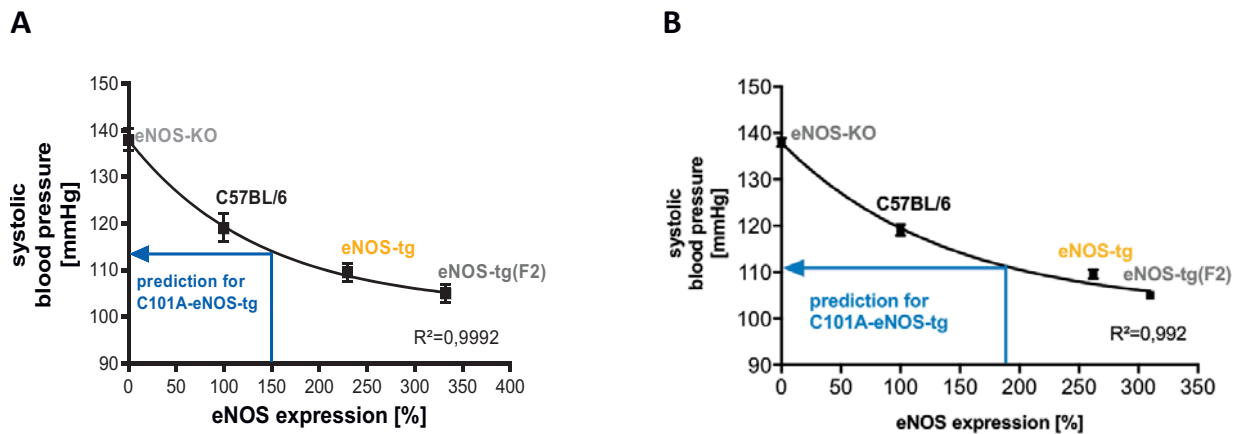 A
systolic
blood pressure
[mmHg]
150
140
130
120
110
100
90
eNOS-KO
C57BL/6
eNOS-tg
eNOS-tg(F2)
prediction for
C101A-eNOS-tg
R²=0,9992
0 50 100 150 200 250 300 350 400
eNOS expression [%]
B
systolic
blood pressure
[mmHg]
150
140
130
120
110
100
90
eNOS-KO
C57BL/6
eNOS-tg
eNOS-tg(F2)
prediction for
C101A-eNOS-tg
R²=0,992
0 50 100 150 200 250 300 350
eNOS expression [%]